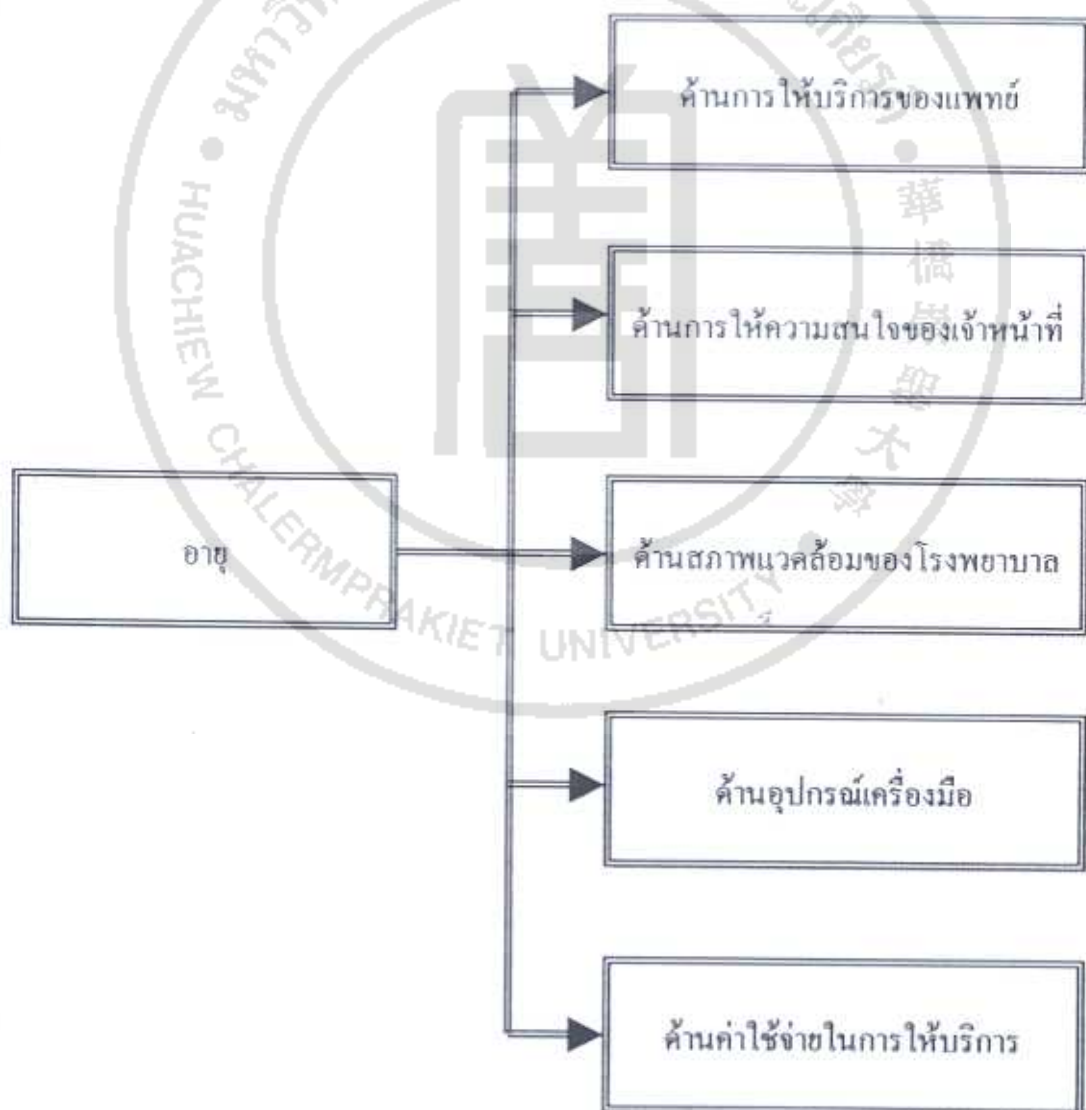 ด้านการให้บริการของแพทย์
ด้านการให้ความสนใจของเจ้าหน้าที่
อายุ
ด้านสภาพแวดล้อมของโรงพยาบาล
ด้านอุปกรณ์เครื่องมือ
ด้านค่าใช้จ่ายในการให้บริการ
HUACHIEW CHALERMPRAKIET UNIVERSITY
華僑
大學